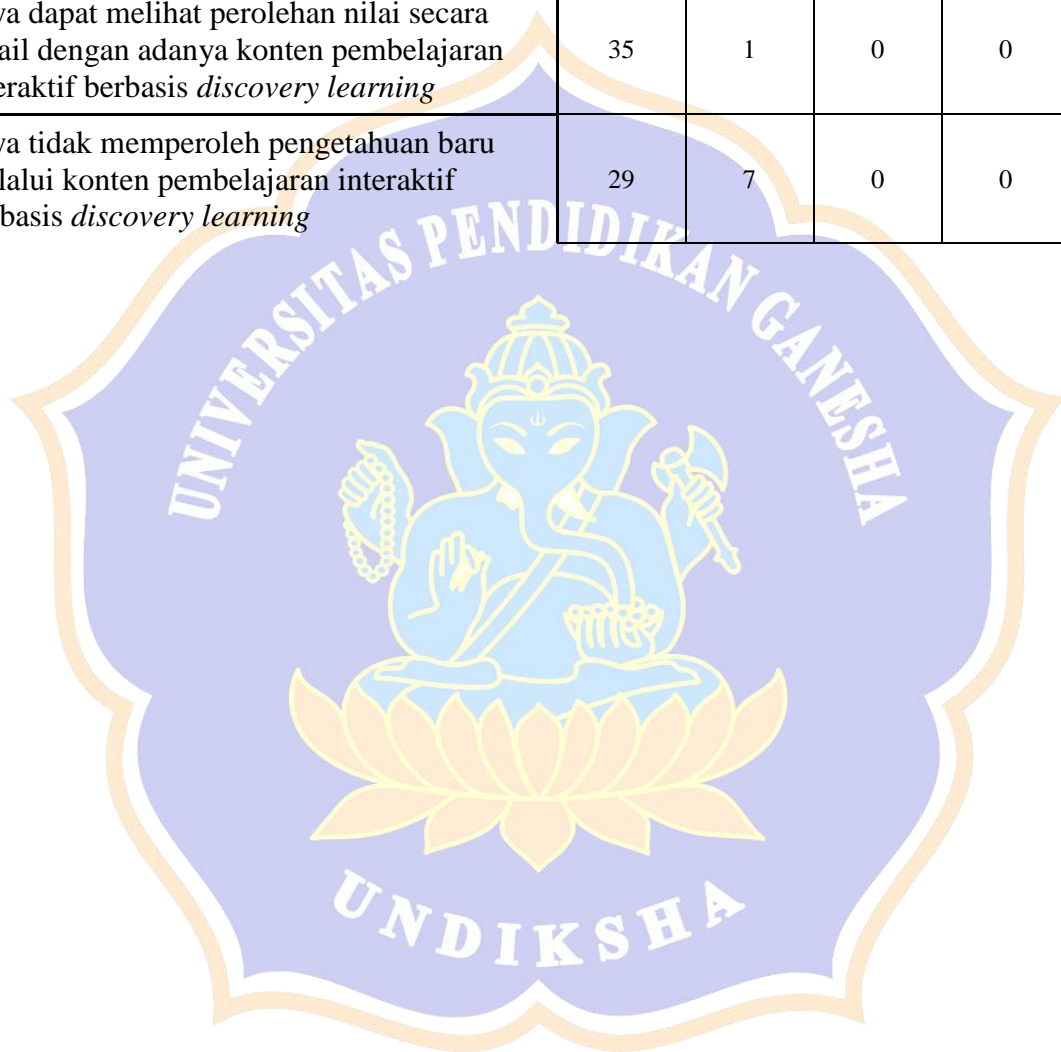 ya dapat melihat perolehan nilai secara
ail dengan adanya konten pembelajaran
eraktif berbasis discovery learning
35 1 0 0
ya tidak memperoleh pengetahuan baru
lalui konten pembelajaran interaktif
basis discovery learning
29 7 0 0
UNIVERSITAS PENDIDIKAN GANESHA
UNDIKSHA